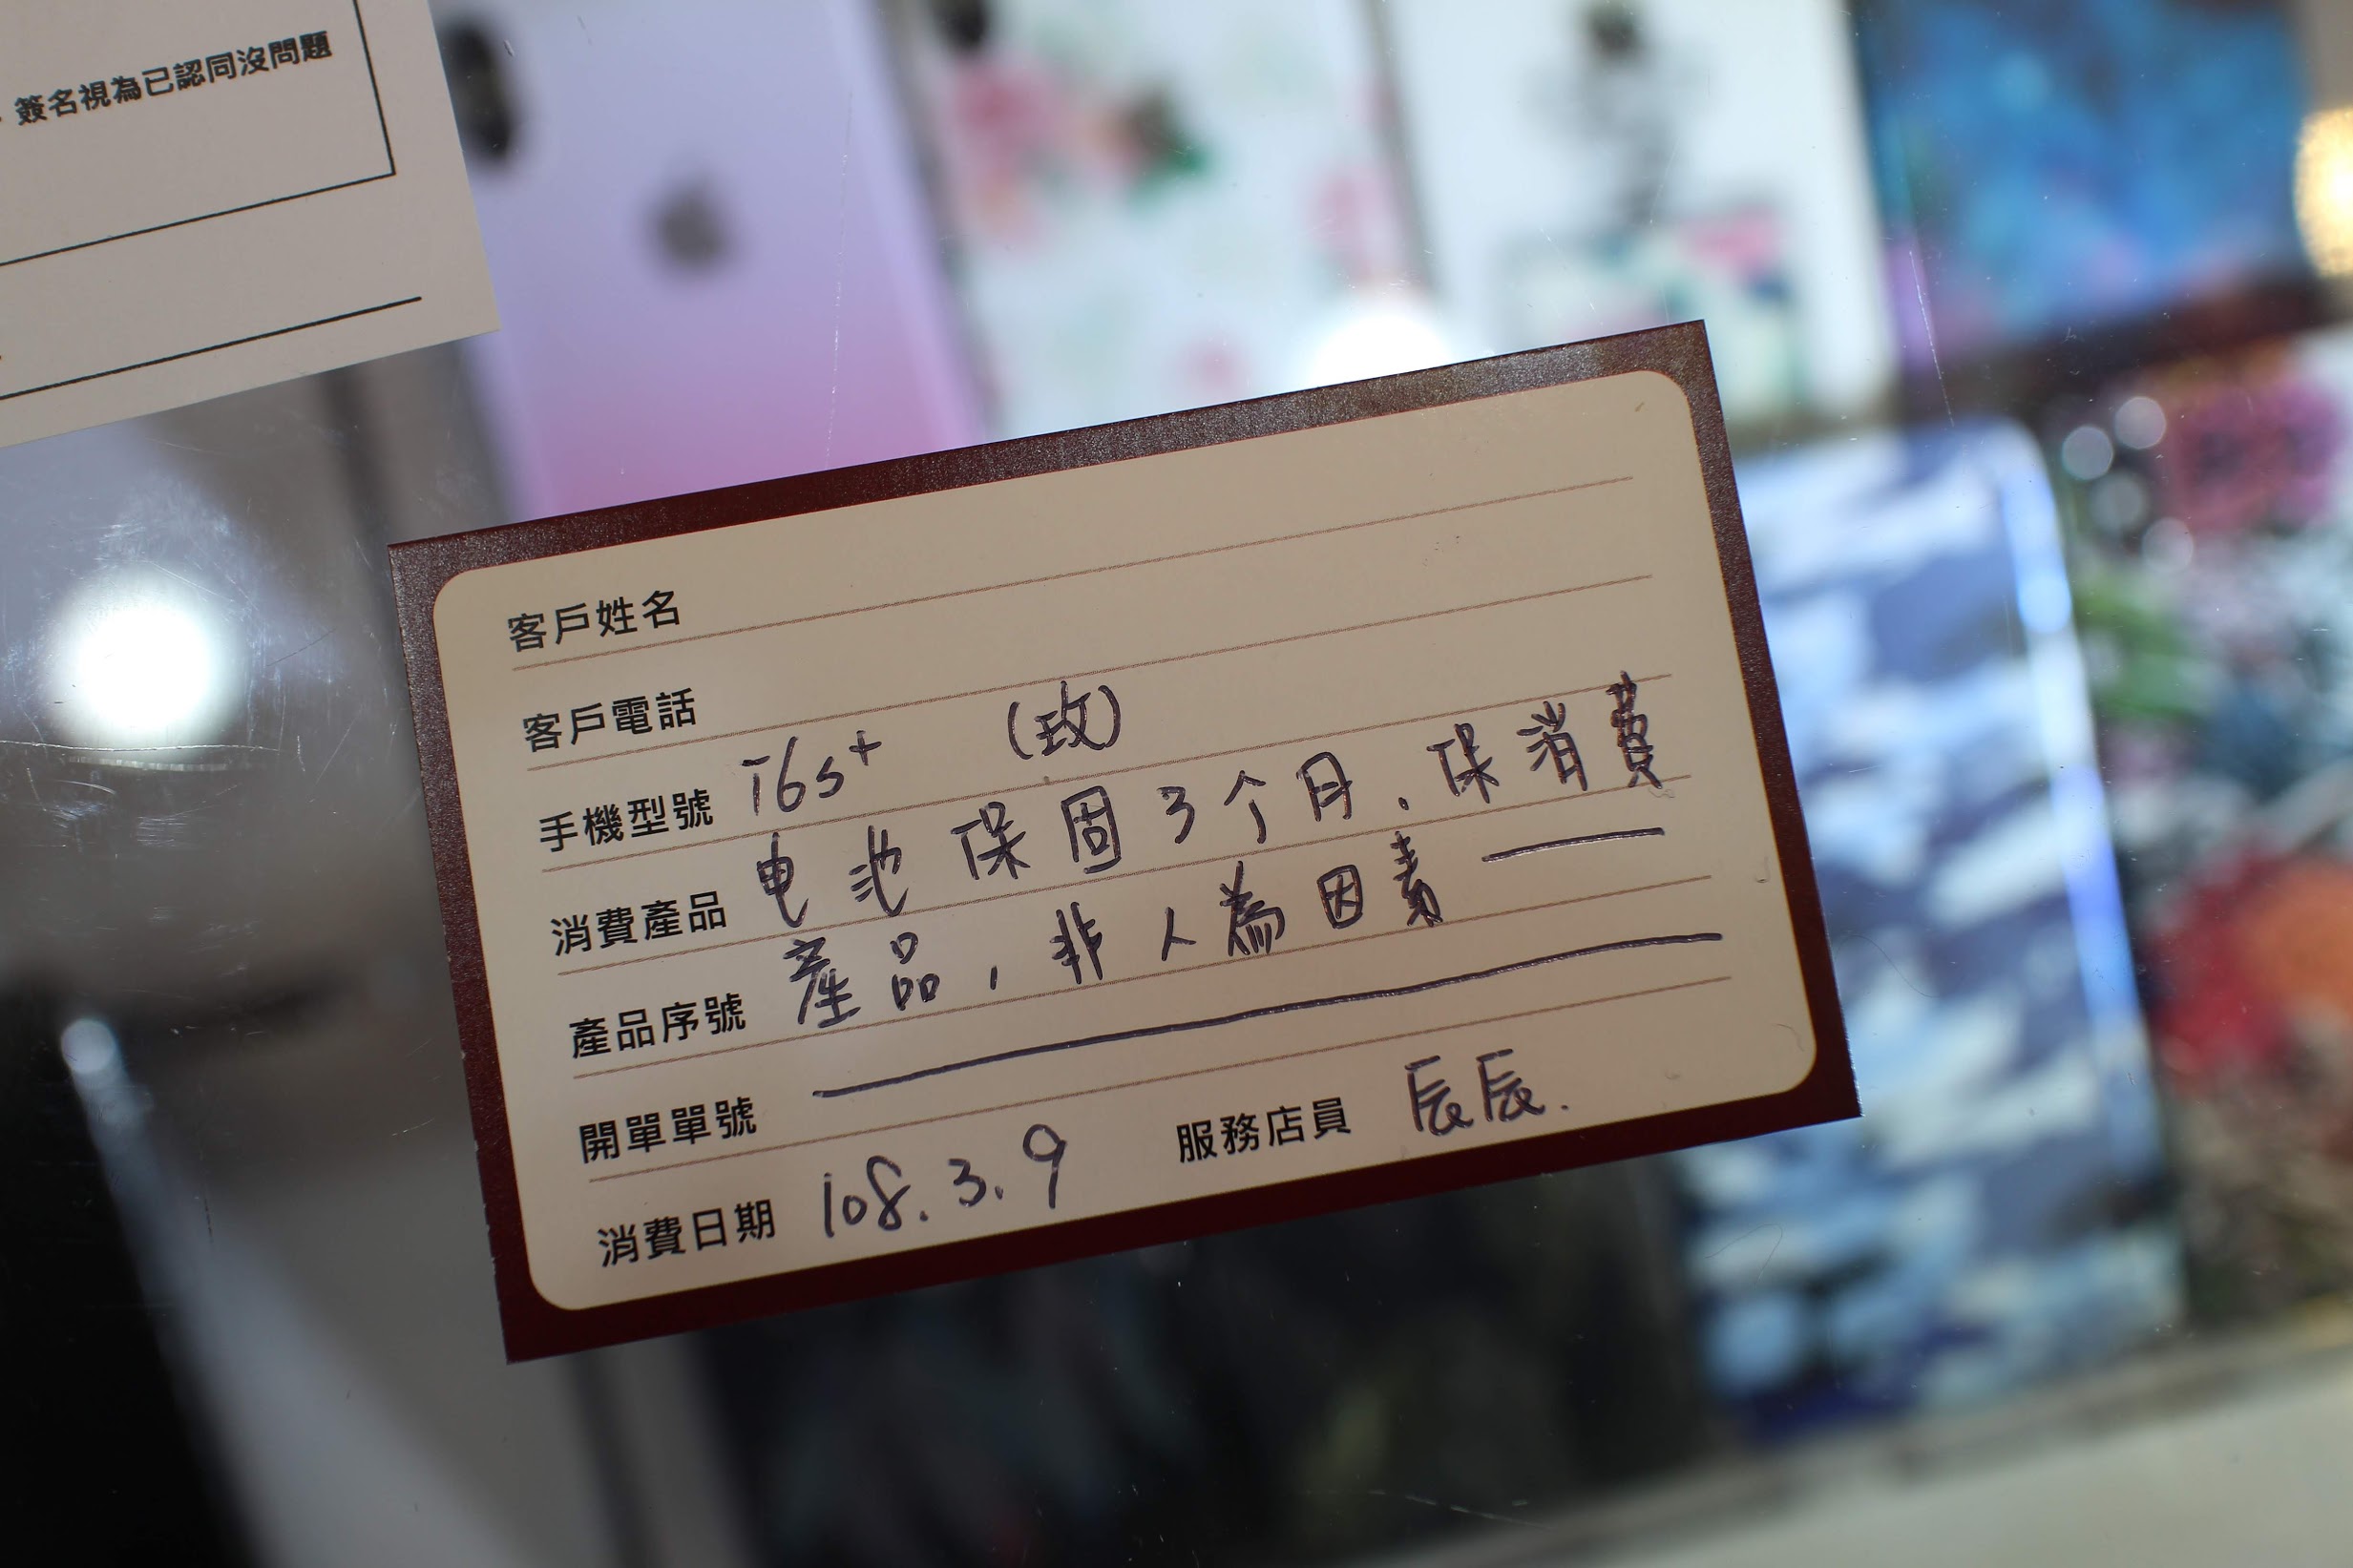 簽名視為已認同沒問題
客戶姓名
客戶電話
手機型號 i6s+ (玫)
消費產品 电池保固3个月.保消費
產品序號 產品,非人為因素
開單單號
消費日期 108.3.9 服務店員 辰辰.